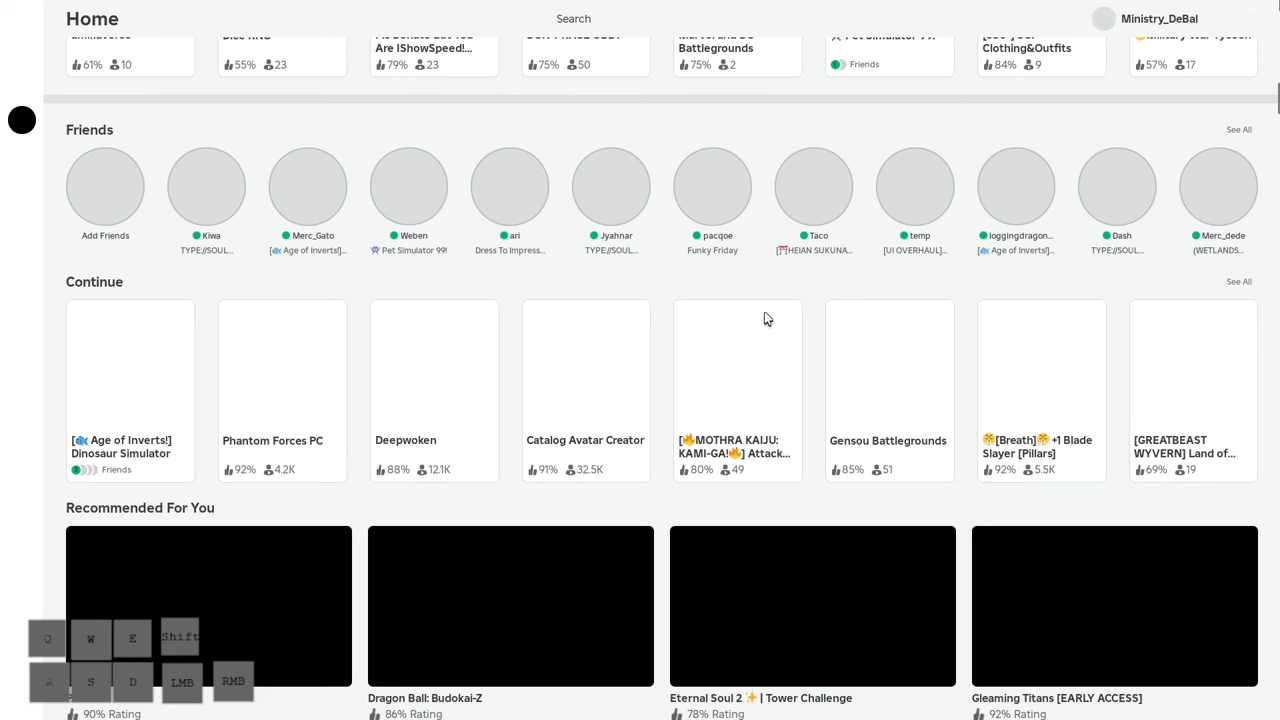 Home
Search
Ministry_DeBal
Are IShowSpeed!...
Battlegrounds
Clothing&Outfits
61% 10
55% 23
79% 23
75% 50
75% 2
Friends
84% 9
57% 17
Friends
See All
Add Friends
Kiwa
Merc_Gato
Weben
ari
Jyahnar
pacqoe
Taco
temp
loggingdragon...
Dash
Merc_dede
TYPE://SOUL...
[🐟 Age of Inverts!]...
Pet Simulator 99!
Dress To Impress...
TYPE://SOUL...
Funky Friday
[⛩️HEIAN SUKUNA...
[UI OVERHAUL]...
[🐟 Age of Inverts!]...
TYPE://SOUL...
(WETLANDS...
Continue
See All
[🐟 Age of Inverts!]
Dinosaur Simulator
Friends
Phantom Forces PC
92% 4.2K
Deepwoken
88% 12.1K
Catalog Avatar Creator
91% 32.5K
[🔥MOTHRA KAIJU:
KAMI-GA!🔥] Attack...
80% 49
Gensou Battlegrounds
85% 51
😤[Breath]😤 +1 Blade
Slayer [Pillars]
92% 5.5K
[GREATBEAST
WYVERN] Land of...
69% 19
Recommended For You
Q W E Shift
A S D LMB RMB
90% Rating
Dragon Ball: Budokai-Z
86% Rating
Eternal Soul 2 ✨ | Tower Challenge
78% Rating
Gleaming Titans [EARLY ACCESS]
92% Rating